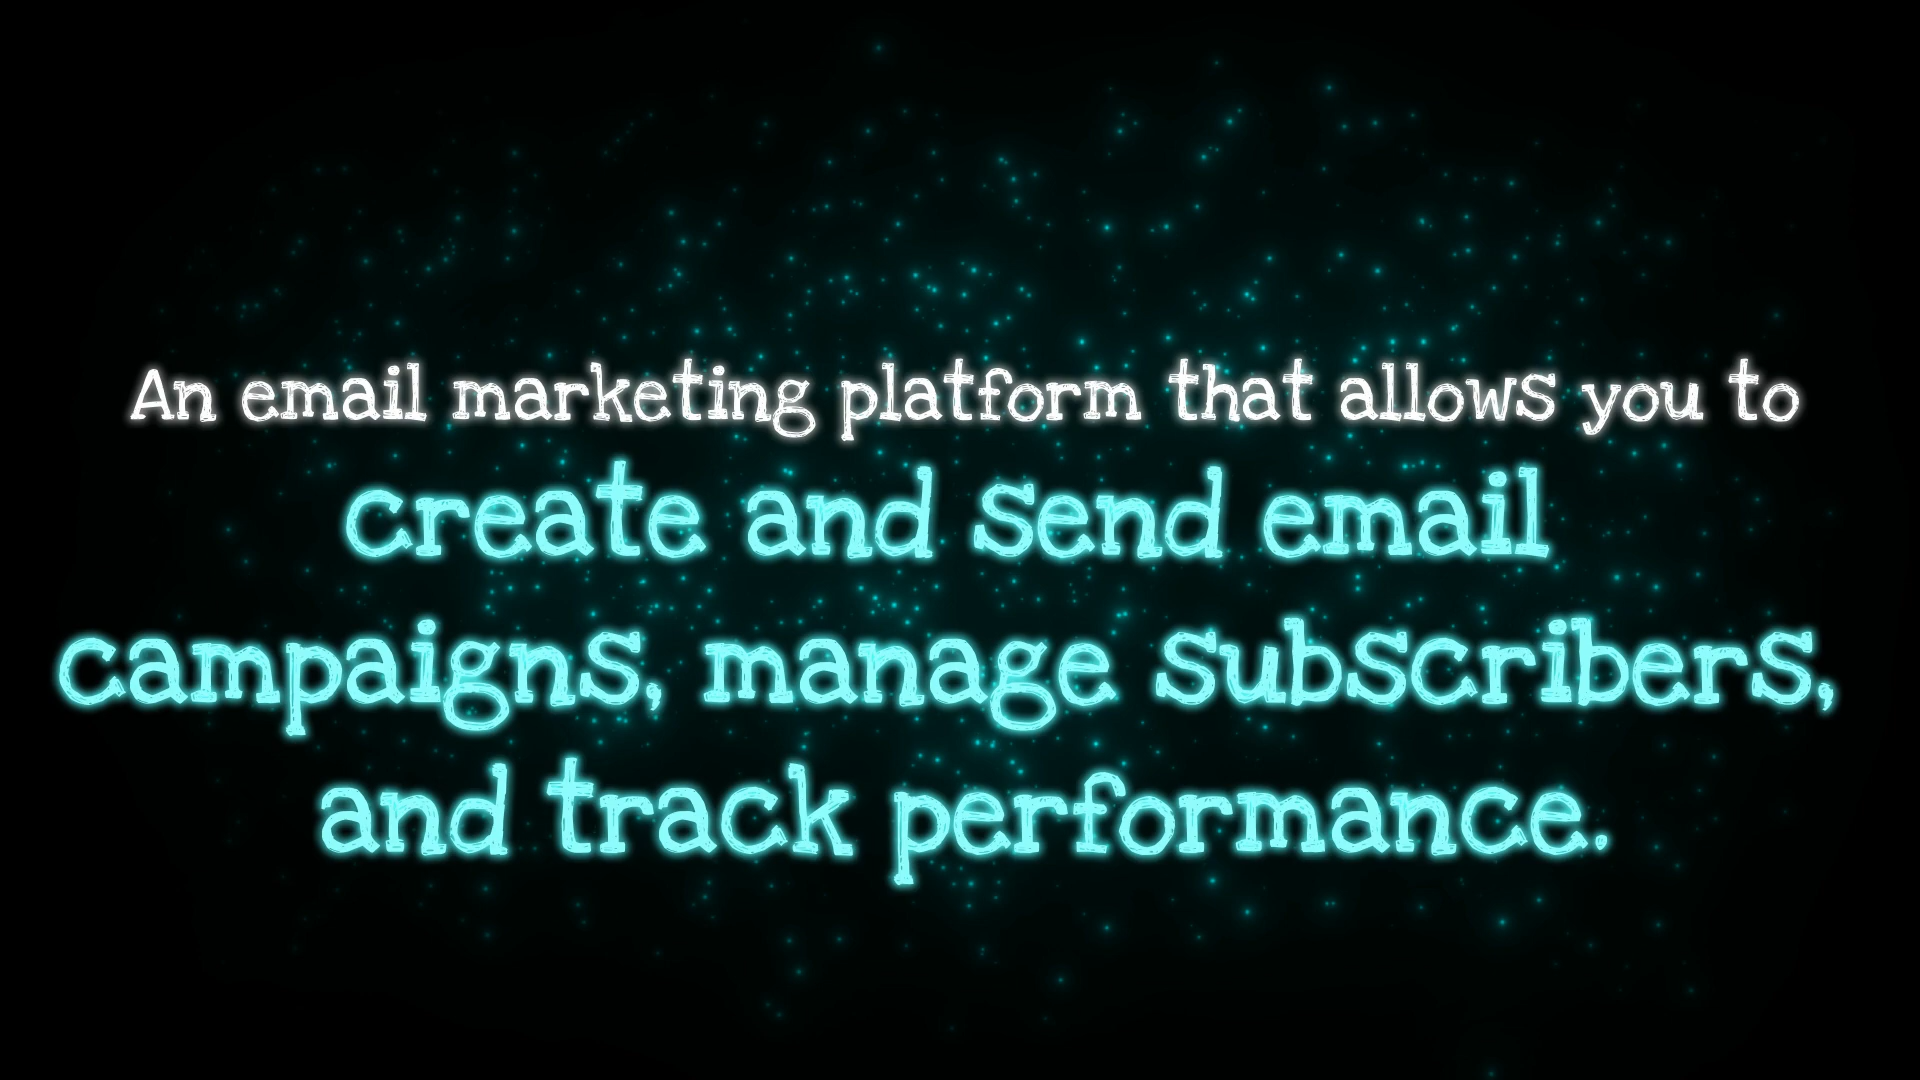 An email marketing platform that allows you to
create and send email
campaigns, manage subscribers,
and track performance.